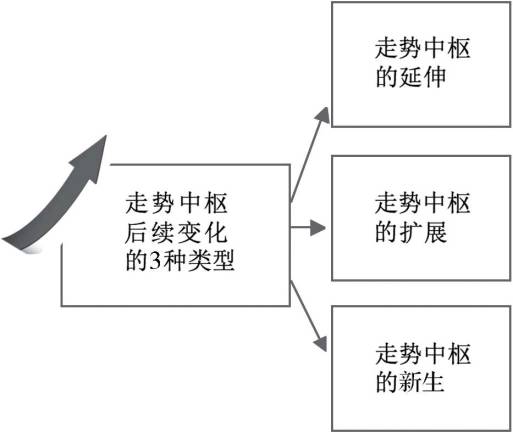 走势中枢
后续变化
的3种类型
走势中枢
的延伸
走势中枢
的扩展
走势中枢
的新生